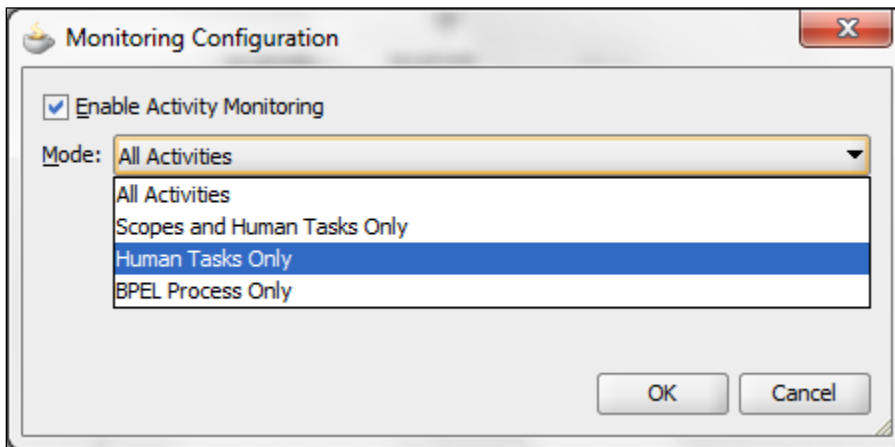 Monitoring Configuration
Enable Activity Monitoring
Mode: All Activities
All Activities
Scopes and Human Tasks Only
Human Tasks Only
BPEL Process Only
OK Cancel